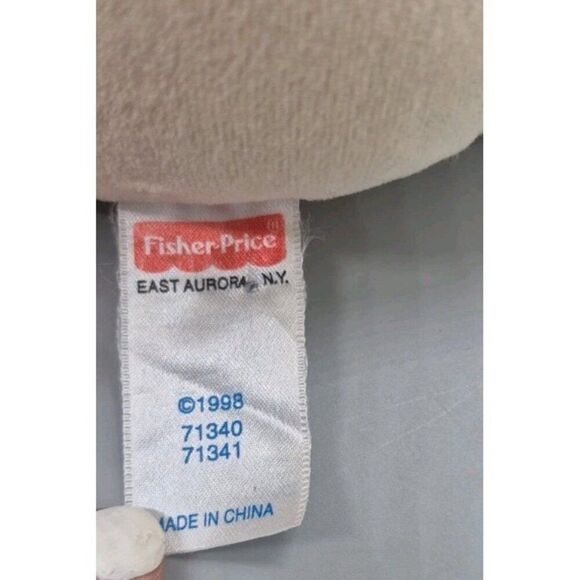 Fisher-Price
EAST AURORA, N.Y.
©1998
71340
71341
MADE IN CHINA